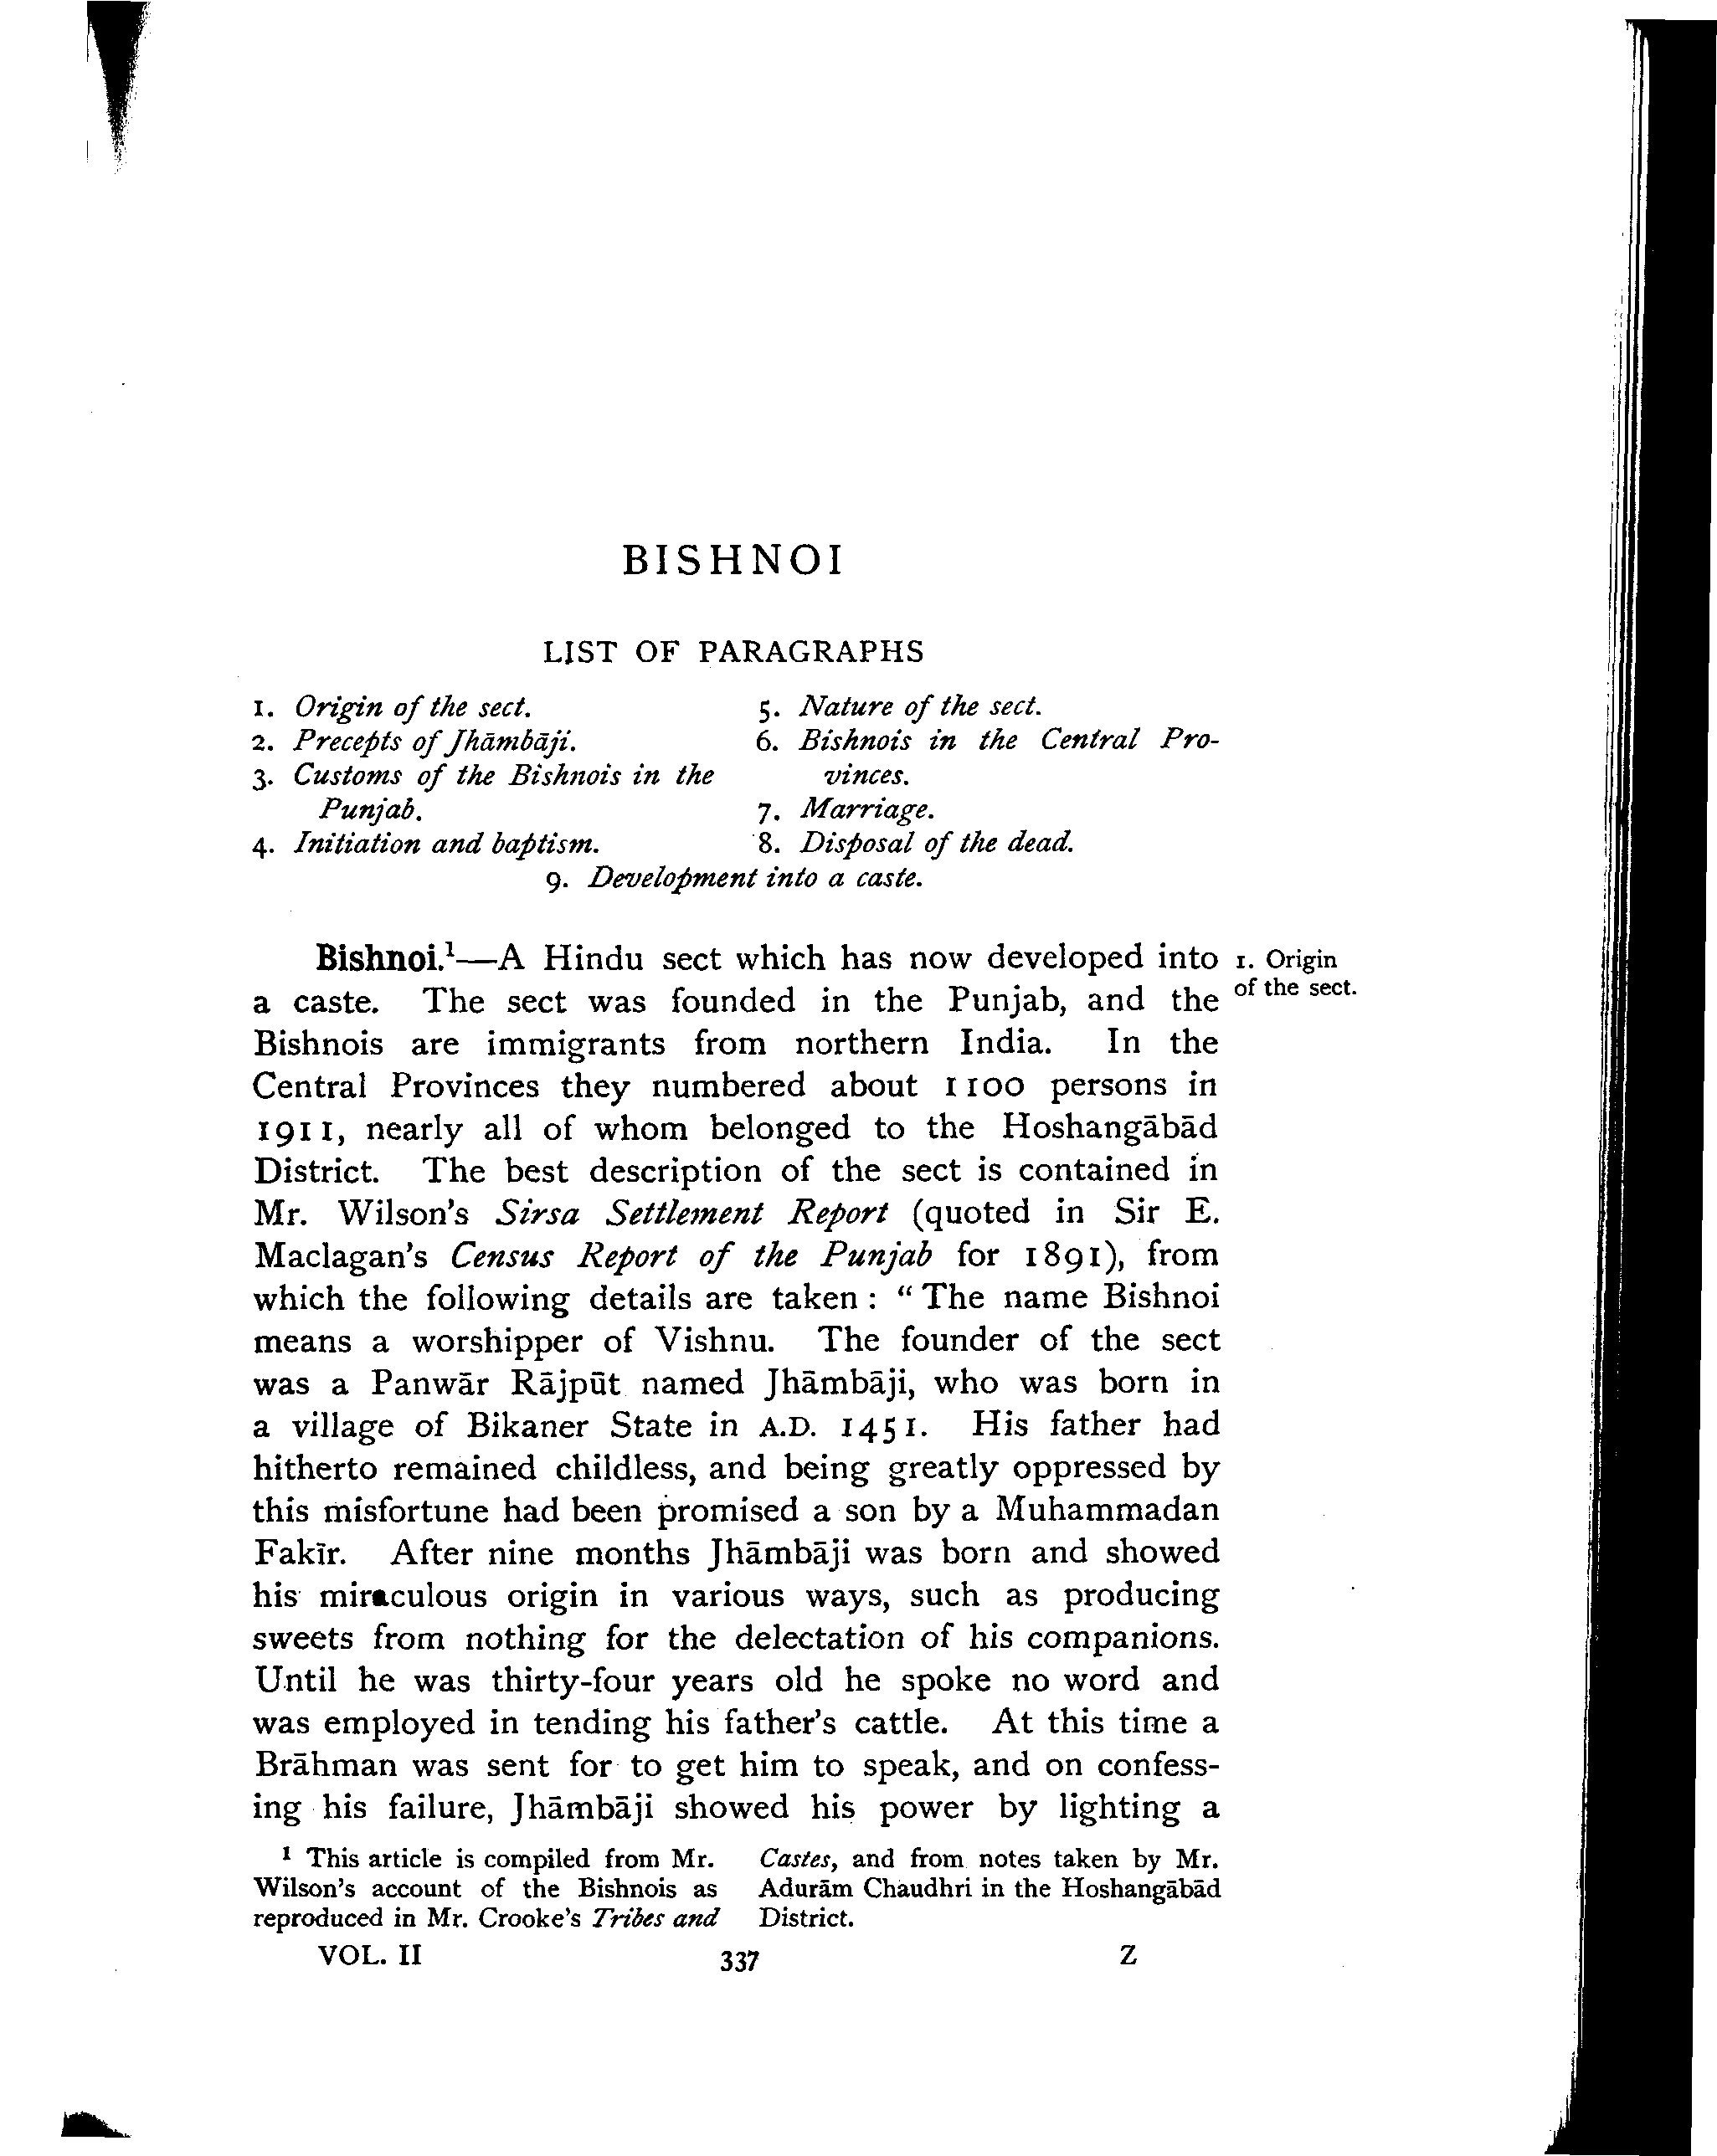 BISHNOI
LIST OF PARAGRAPHS
1. Origin of the sect.
2. Precepts of Jhāmbāji.
3. Customs of the Bishnois in the
Punjab.
4. Initiation and baptism.
5. Nature of the sect.
6. Bishnois in the Central Pro-
vinces.
7. Marriage.
8. Disposal of the dead.
9. Development into a caste.
1. Origin
of the sect.
Bishnoi.¹—A Hindu sect which has now developed into
a caste. The sect was founded in the Punjab, and the
Bishnois are immigrants from northern India. In the
Central Provinces they numbered about 1100 persons in
1911, nearly all of whom belonged to the Hoshangābād
District. The best description of the sect is contained in
Mr. Wilson's Sirsa Settlement Report (quoted in Sir E.
Maclagan's Census Report of the Punjab for 1891), from
which the following details are taken : “ The name Bishnoi
means a worshipper of Vishnu. The founder of the sect
was a Panwār Rājpūt named Jhāmbāji, who was born in
a village of Bikaner State in A.D. 1451. His father had
hitherto remained childless, and being greatly oppressed by
this misfortune had been promised a son by a Muhammadan
Fakīr. After nine months Jhāmbāji was born and showed
his miraculous origin in various ways, such as producing
sweets from nothing for the delectation of his companions.
Until he was thirty-four years old he spoke no word and
was employed in tending his father's cattle. At this time a
Brāhman was sent for to get him to speak, and on confess-
ing his failure, Jhāmbāji showed his power by lighting a
¹ This article is compiled from Mr.
Wilson's account of the Bishnois as
reproduced in Mr. Crooke's Tribes and
Castes, and from notes taken by Mr.
Adurām Chaudhri in the Hoshangābād
District.
VOL. II 337 Z